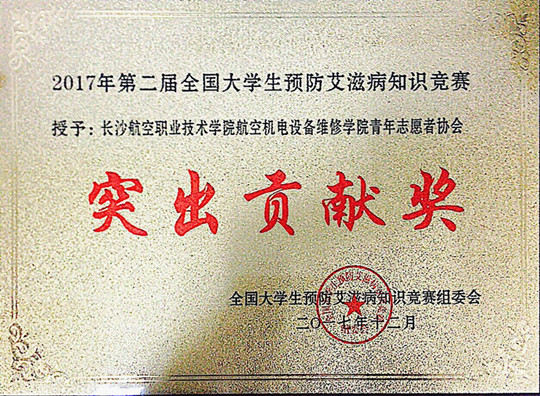 2017年第二届全国大学生预防艾滋病知识竞赛
授予：长沙航空职业技术学院航空机电设备维修学院青年志愿者协会
突出贡献奖
全国大学生预防艾滋病知识竞赛组委会
二〇一七年十二月